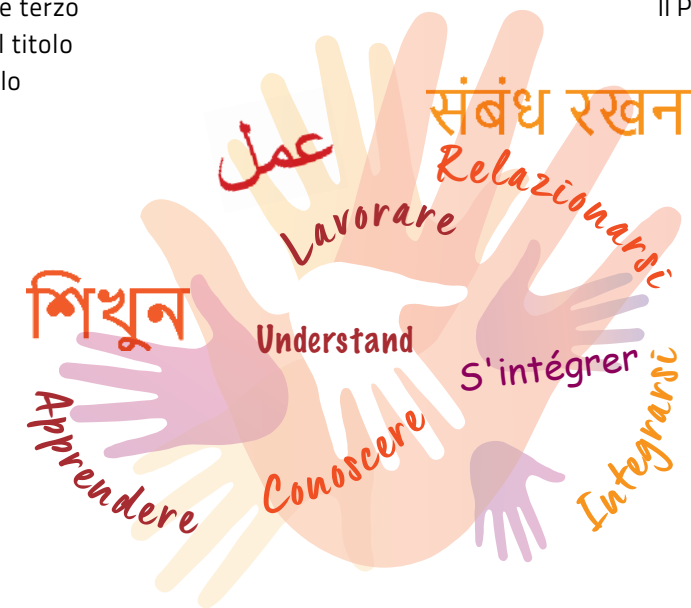 e terzo
l titolo
lo
Il P
عمل
संबंध रखन
Relazionarsi
Lavorare
শিখুন
Understand
S'intégrer
Integrarsi
Apprendere
Conoscere